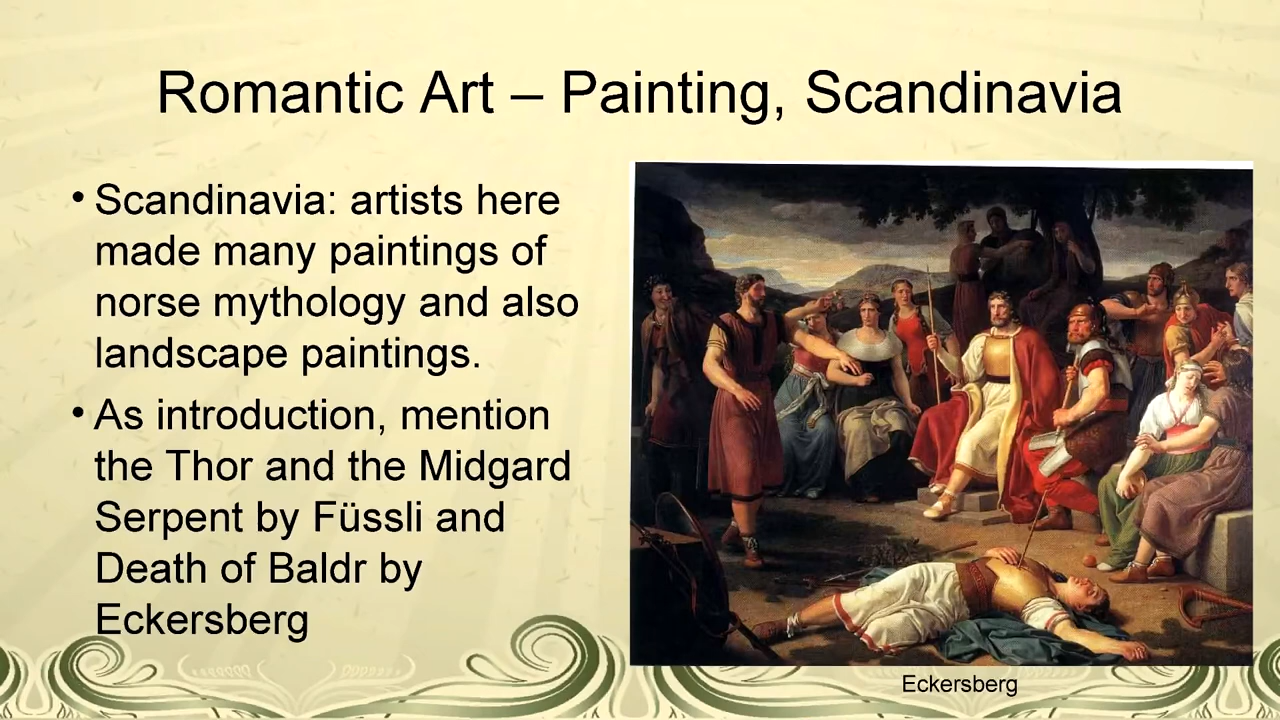 Romantic Art – Painting, Scandinavia
• Scandinavia: artists here
made many paintings of
norse mythology and also
landscape paintings.
• As introduction, mention
the Thor and the Midgard
Serpent by Füssli and
Death of Baldr by
Eckersberg
Eckersberg